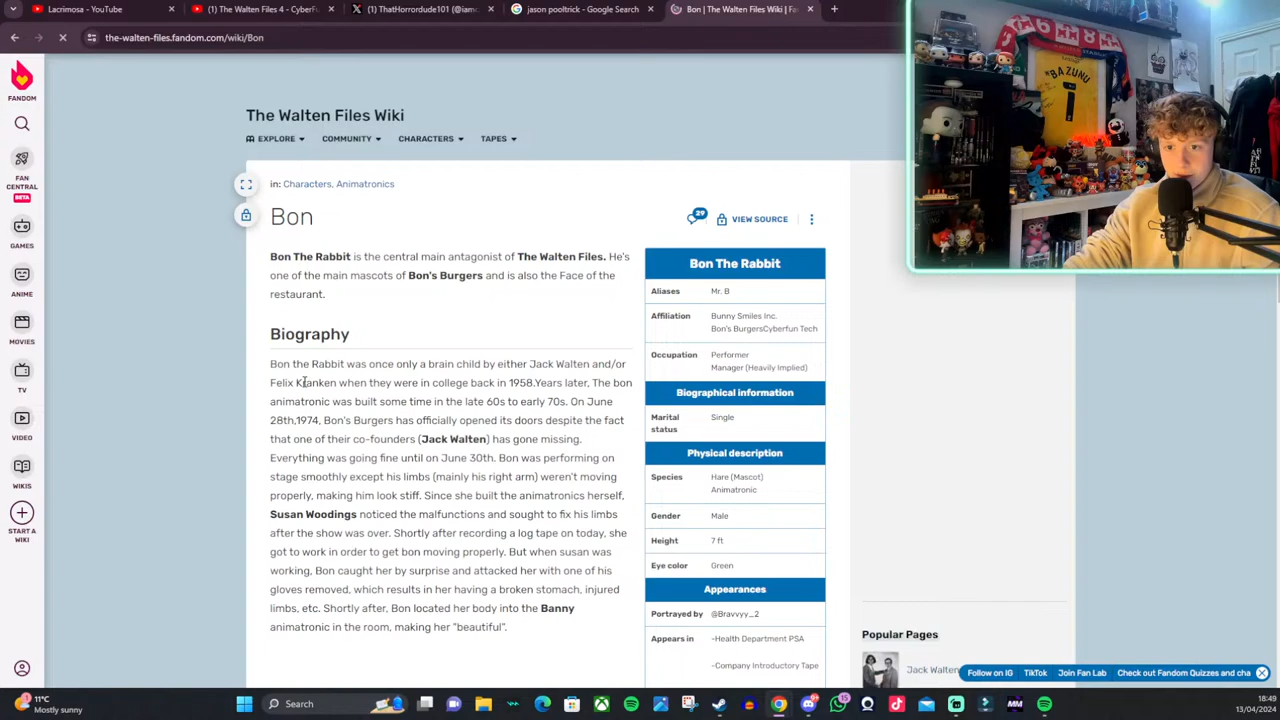 Lacrimosa - YouTube
The Walten Files 4 - CyberFu
ThatHorrordude101 (@iamc
jason pooltrick - Google Search
Bon | The Walten Files Wiki | Fa
the-walten-files.fandom.com/wiki/Bon
FANDOM
FAN
CENTRAL
BETA
GAMES
ANIME
MOVIES
TV
VIDEO
WIKIS
START A
WIKI
The Walten Files Wiki
EXPLORE
COMMUNITY
CHARACTERS
TAPES
in: Characters, Animatronics
Bon
29
VIEW SOURCE
Bon The Rabbit is the central main antagonist of The Walten Files. He's
one of the main mascots of Bon's Burgers and is also the Face of the
restaurant.
Biography
Bon the Rabbit was once only a brain child by either Jack Walten and/or
Felix Kranken when they were in college back in 1958.Years later, The bon
animatronic was built some time in the late 60s to early 70s. On June
28th,1974, Bon's Burgers has officially opened its doors despite the fact
that one of their co-founders (Jack Walten) has gone missing.
Everything was going fine until on June 30th. Bon was performing on
stage smoothly except his limbs (mainly his right arm) weren't moving
properly, making him look stiff. Since she built the animatronics herself,
Susan Woodings noticed the malfunctions and sought to fix his limbs
after the show was over. Shortly after recording a log tape on today, she
got to work in order to get bon moving properly. But when susan was
working, Bon caught her by surprise and attacked her with one of his
gloves removed, which results in her having a broken stomach, injured
limbs, etc. Shortly after, Bon located her body into the Banny
animatronic in the room, making her "beautiful".
Bon The Rabbit
Aliases
Mr. B
Affiliation
Bunny Smiles Inc.
Bon's BurgersCyberfun Tech
Occupation
Performer
Manager (Heavily Implied)
Biographical information
Marital
status
Single
Physical description
Species
Hare (Mascot)
Animatronic
Gender
Male
Height
7 ft
Eye color
Green
Appearances
Portrayed by
@Bravvyy_2
Appears in
-Health Department PSA
-Company Introductory Tape
Popular Pages
Jack Walten
Follow on IG
TikTok
Join Fan Lab
Check out Fandom Quizzes and cha
BAZUNU
1
11°C
Mostly sunny
Search
15
18:49
13/04/2024